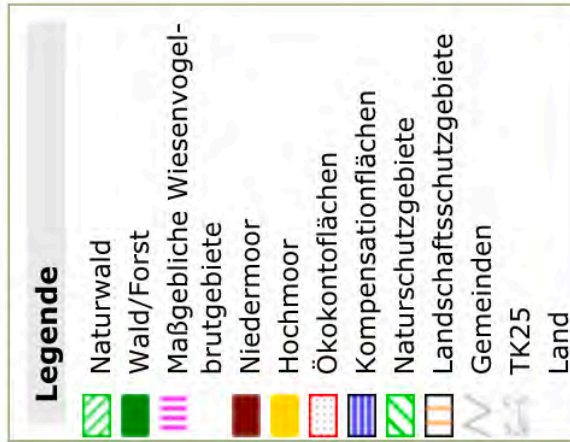 Legende
Naturwald
Wald/Forst
Maßgebliche Wiesenvogel-
brutgebiete
Niedermoor
Hochmoor
Ökokontoflächen
Kompensationflächen
Naturschutzgebiete
Landschaftsschutzgebiete
Gemeinden
TK25
Land